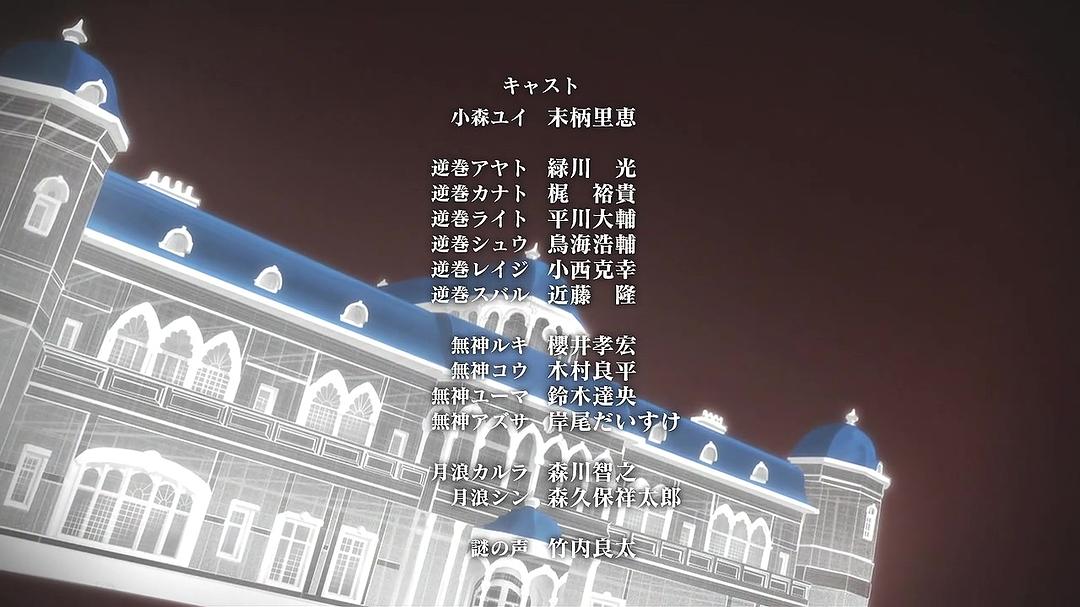 キャスト
小森ユイ　末柄里恵
逆巻アヤト　緑川　光
逆巻カナト　梶　裕貴
逆巻ライト　平川大輔
逆巻シュウ　鳥海浩輔
逆巻レイジ　小西克幸
逆巻スバル　近藤　隆
無神ルキ　櫻井孝宏
無神コウ　木村良平
無神ユーマ　鈴木達央
無神アズサ　岸尾だいすけ
月浪カルラ　森川智之
月浪シン　森久保祥太郎
謎の声　竹内良太